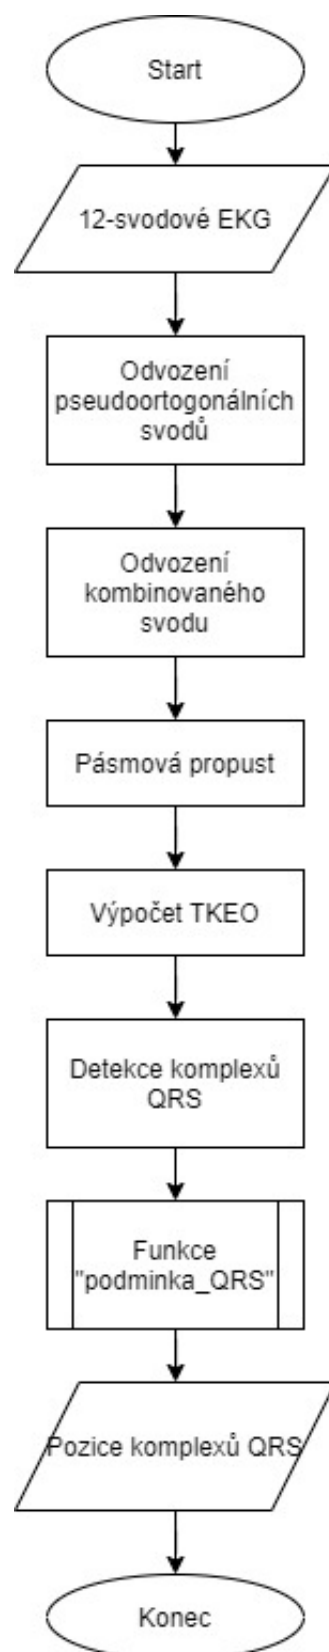 Start
12-svodové EKG
Odvození
pseudoortogonálních
svodů
Odvození
kombinovaného
svodu
Pásmová propust
Výpočet TKEO
Detekce komplexů
QRS
Funkce
"podminka_QRS"
Pozice komplexů QRS
Konec